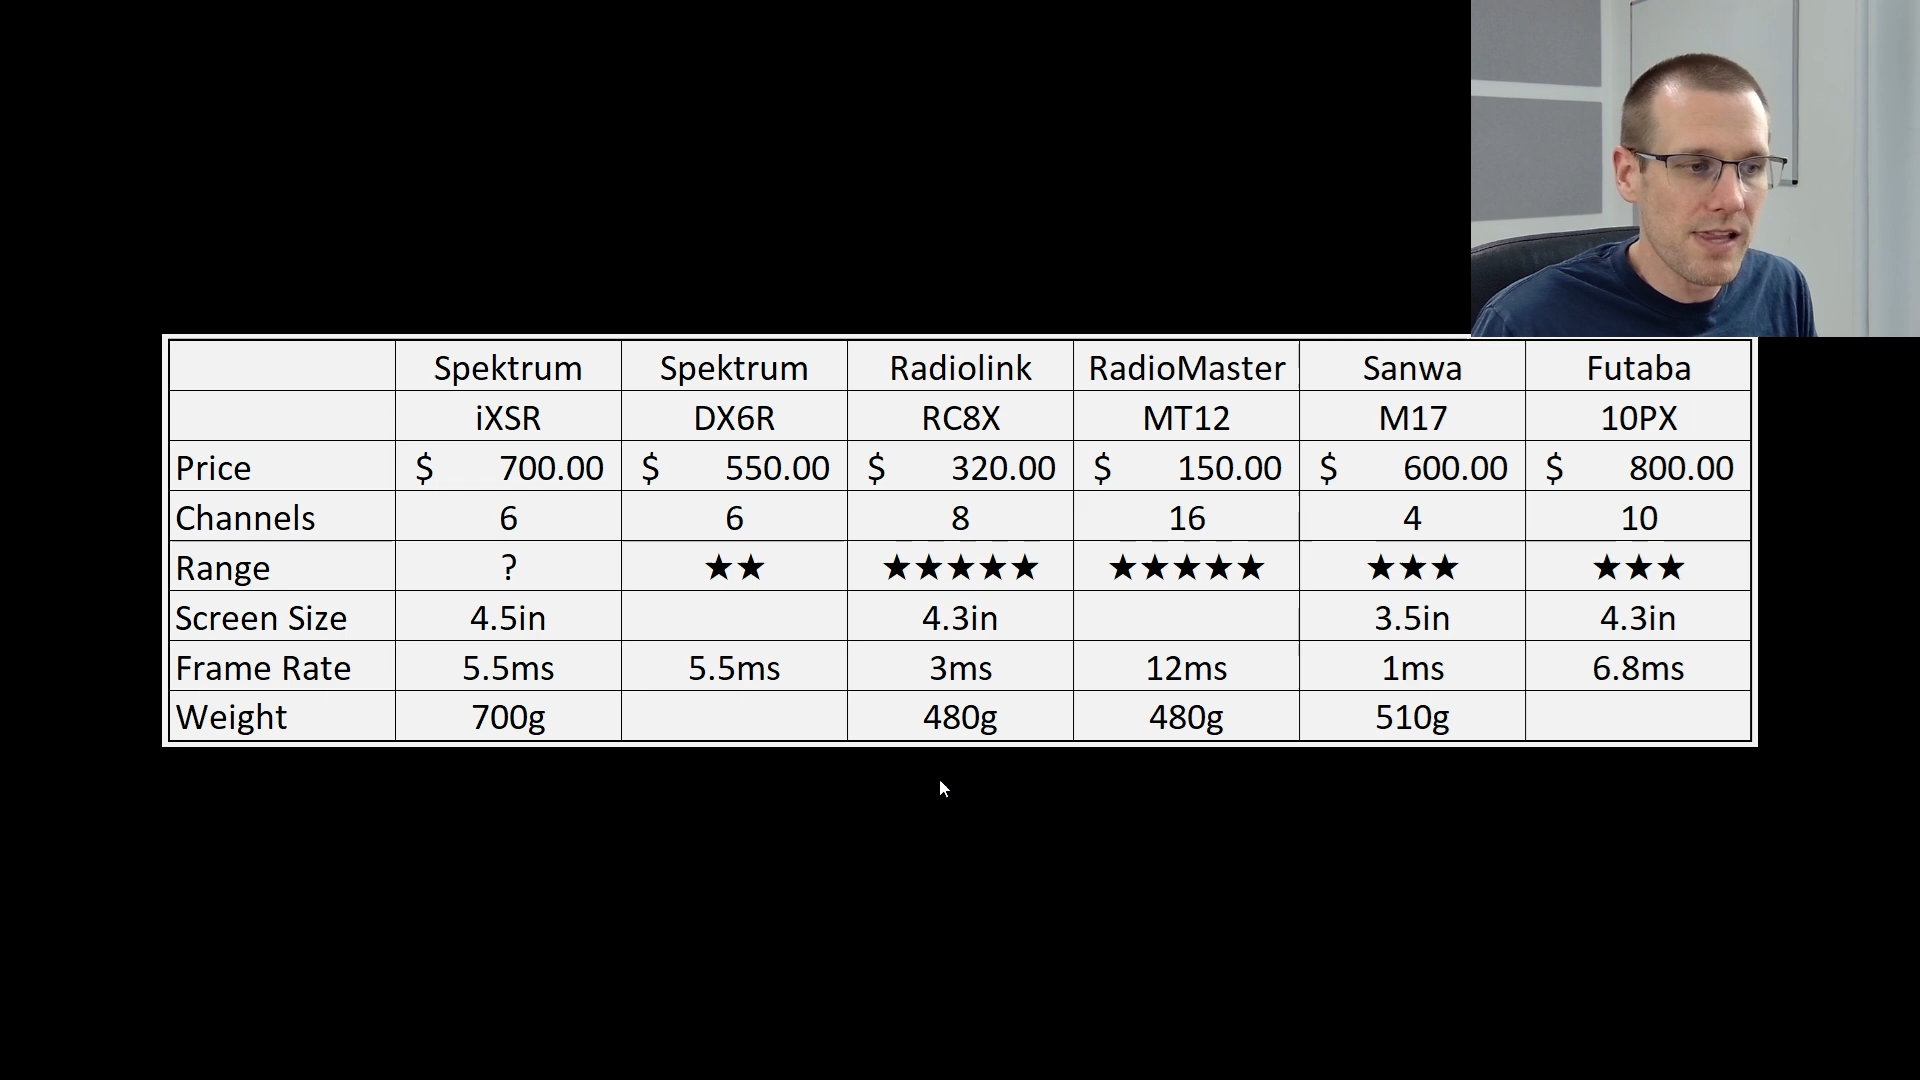 Spektrum Spektrum Radiolink RadioMaster Sanwa Futaba
iXSR DX6R RC8X MT12 M17 10PX
Price $ 700.00 $ 550.00 $ 320.00 $ 150.00 $ 600.00 $ 800.00
Channels 6 6 8 16 4 10
Range ? ★★ ★★★★★ ★★★★★ ★★★ ★★★
Screen Size 4.5in 4.3in 3.5in 4.3in
Frame Rate 5.5ms 5.5ms 3ms 12ms 1ms 6.8ms
Weight 700g 480g 480g 510g